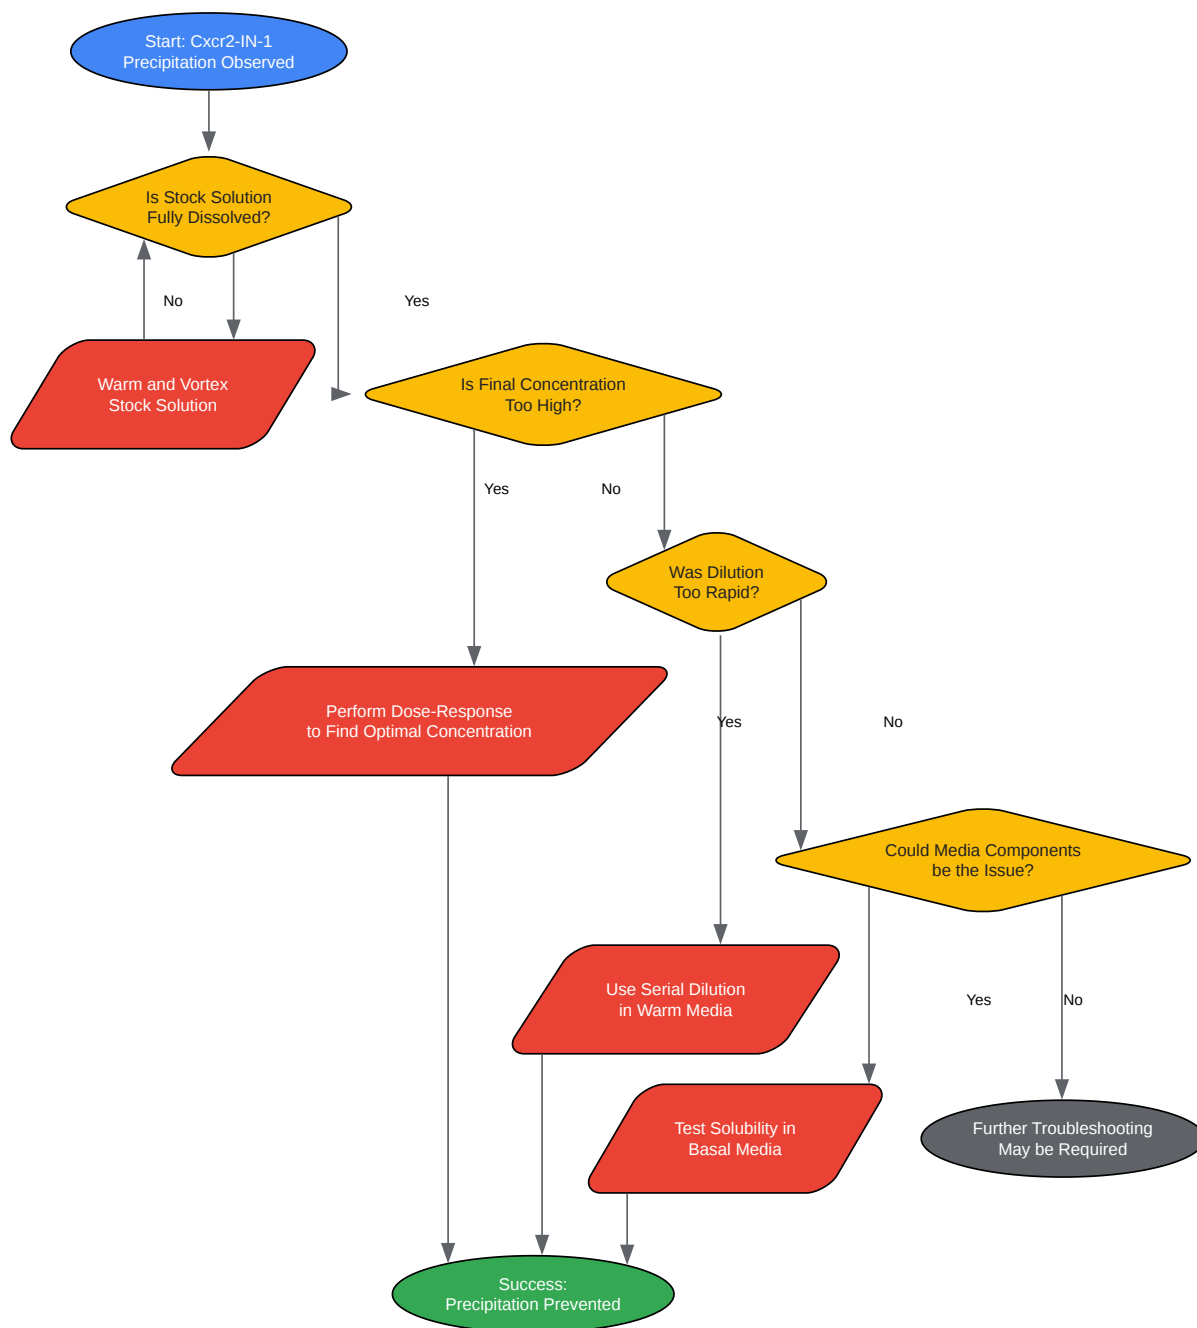 Start: Cxcr2-IN-1
Precipitation Observed
Is Stock Solution
Fully Dissolved?
No
Yes
Warm and Vortex
Stock Solution
Is Final Concentration
Too High?
Yes
No
Was Dilution
Too Rapid?
Perform Dose-Response
to Find Optimal Concentration
Yes
No
Could Media Components
be the Issue?
Use Serial Dilution
in Warm Media
Yes
No
Test Solubility in
Basal Media
Further Troubleshooting
May be Required
Success:
Precipitation Prevented